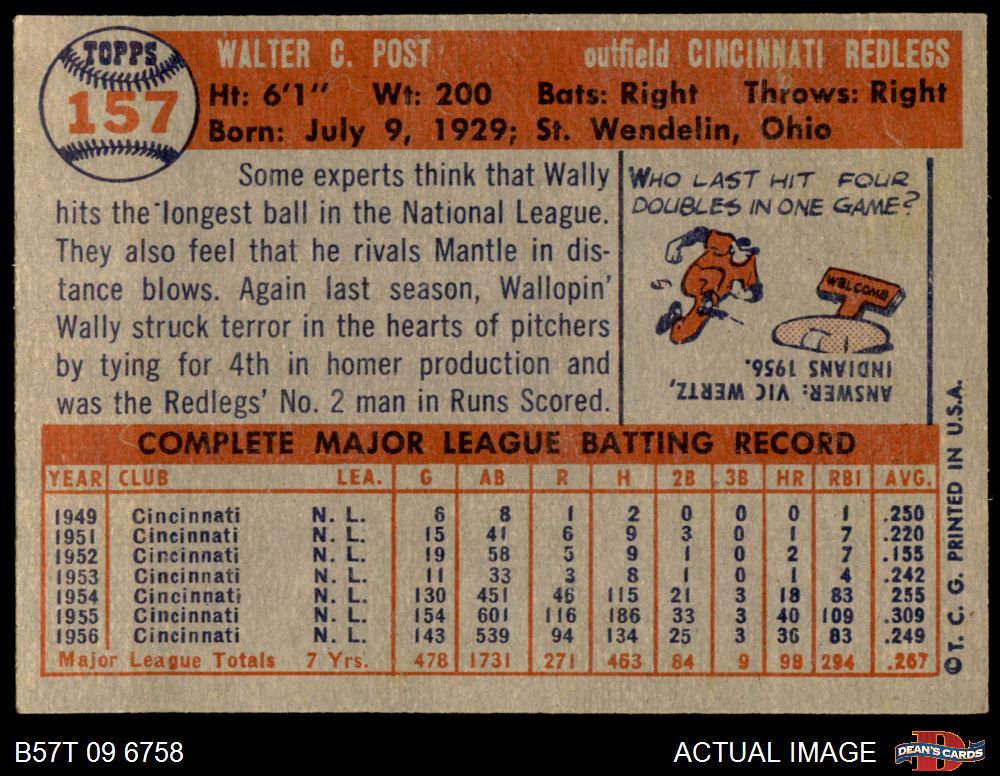 TOPPS
157
WALTER C. POST outfield CINCINNATI REDLEGS
Ht: 6'1" Wt: 200 Bats: Right Throws: Right
Born: July 9, 1929; St. Wendelin, Ohio
Some experts think that Wally
hits the longest ball in the National League.
They also feel that he rivals Mantle in dis-
tance blows. Again last season, Wallopin'
Wally struck terror in the hearts of pitchers
by tying for 4th in homer production and
was the Redlegs' No. 2 man in Runs Scored.
WHO LAST HIT FOUR
DOUBLES IN ONE GAME?
WELCOME
ANSWER: VIC WERTZ,
INDIANS 1956.
COMPLETE MAJOR LEAGUE BATTING RECORD
YEAR CLUB LEA. G AB R H 2B 3B HR RBI AVG.
1949 Cincinnati N. L. 6 8 1 2 0 0 0 1 .250
1951 Cincinnati N. L. 15 41 6 9 3 0 1 7 .220
1952 Cincinnati N. L. 19 58 5 9 1 0 2 7 .155
1953 Cincinnati N. L. 11 33 3 8 1 0 1 4 .242
1954 Cincinnati N. L. 130 451 46 115 21 3 18 83 .255
1955 Cincinnati N. L. 154 601 116 186 33 3 40 109 .309
1956 Cincinnati N. L. 143 539 94 134 25 3 36 83 .249
Major League Totals 7 Yrs. 478 1731 271 463 84 9 98 294 .267
©T. C. G. PRINTED IN U.S.A.
B57T 09 6758
ACTUAL IMAGE
D
DEAN'S CARDS